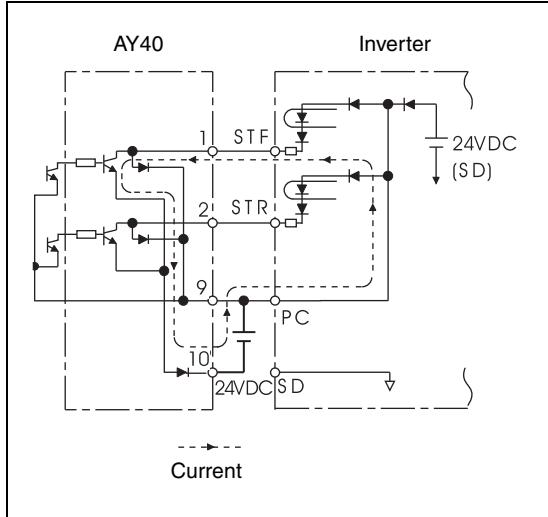 AY40
Inverter
1
STF
24VDC
(SD)
2
STR
9
PC
10
24VDC
SD
Current